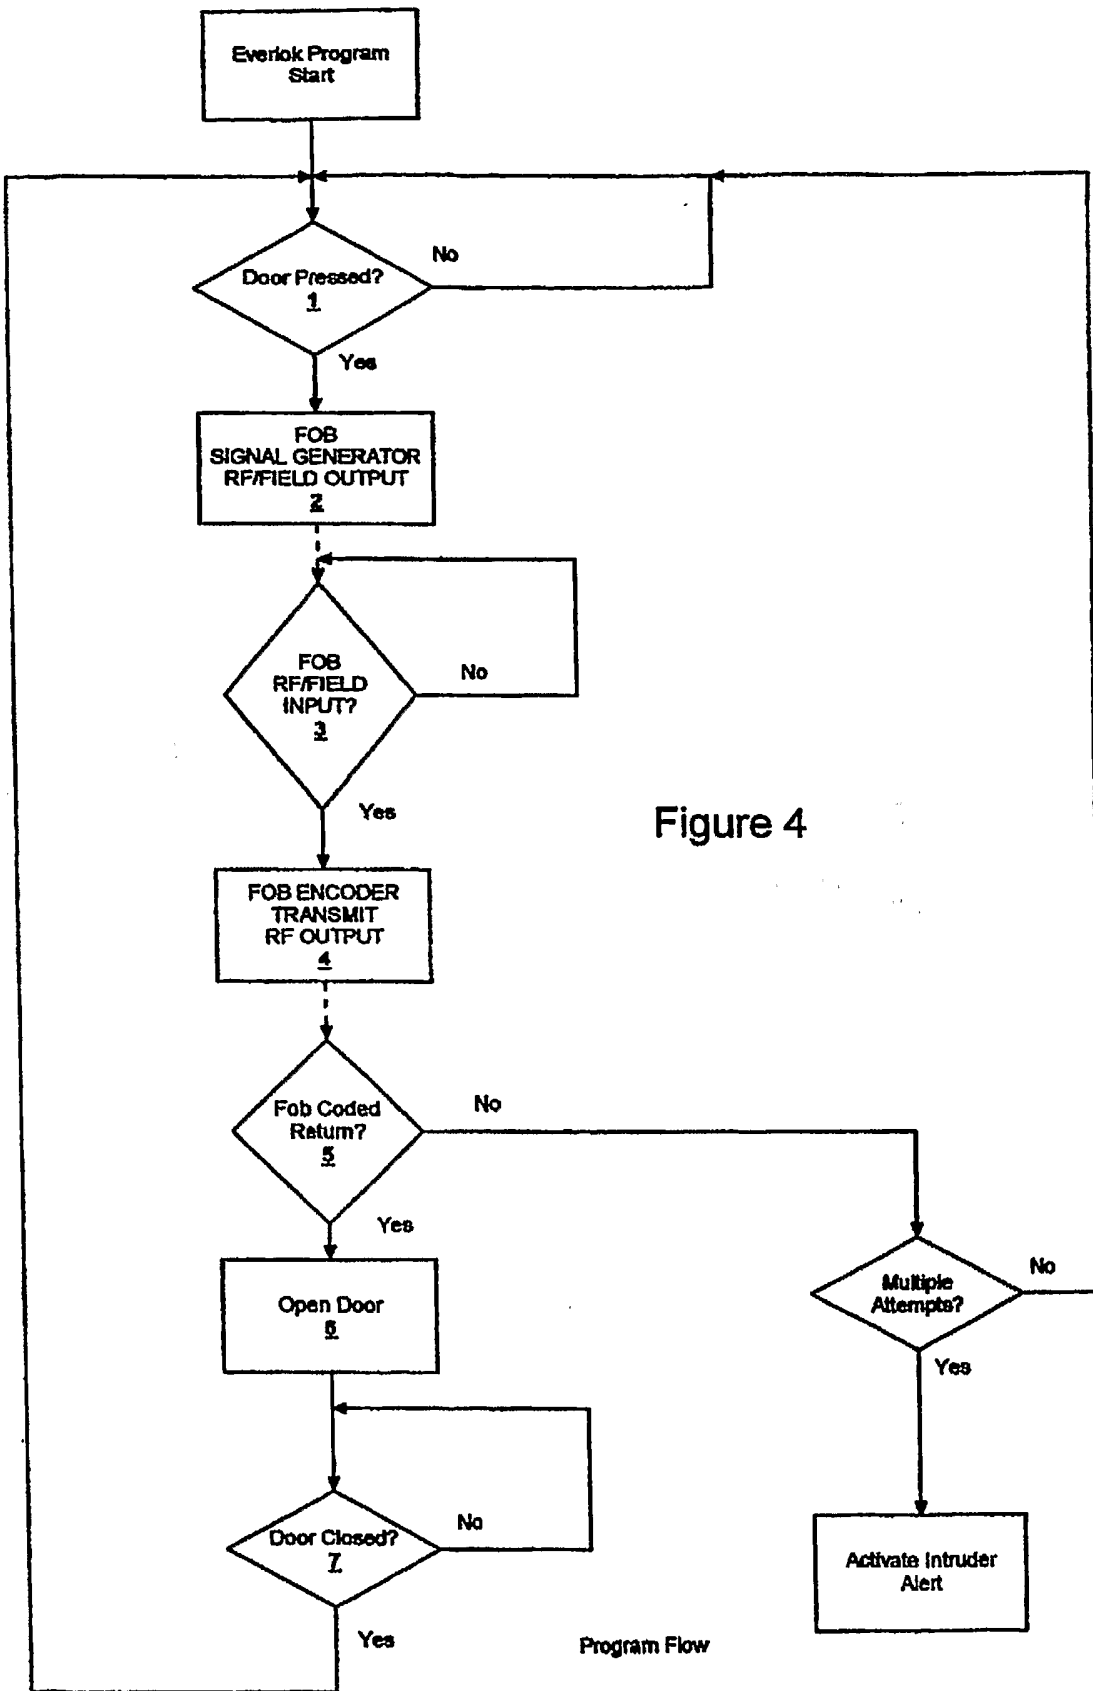 Everlok Program
Start
Door Pressed?
1
No
Yes
FOB
SIGNAL GENERATOR
RF/FIELD OUTPUT
2
FOB
RF/FIELD
INPUT?
3
No
Yes
Figure 4
FOB ENCODER
TRANSMIT
RF OUTPUT
4
Fob Coded
Return?
5
No
Yes
Open Door
6
Multiple
Attempts?
No
Yes
Door Closed?
7
No
Yes
Activate Intruder
Alert
Program Flow